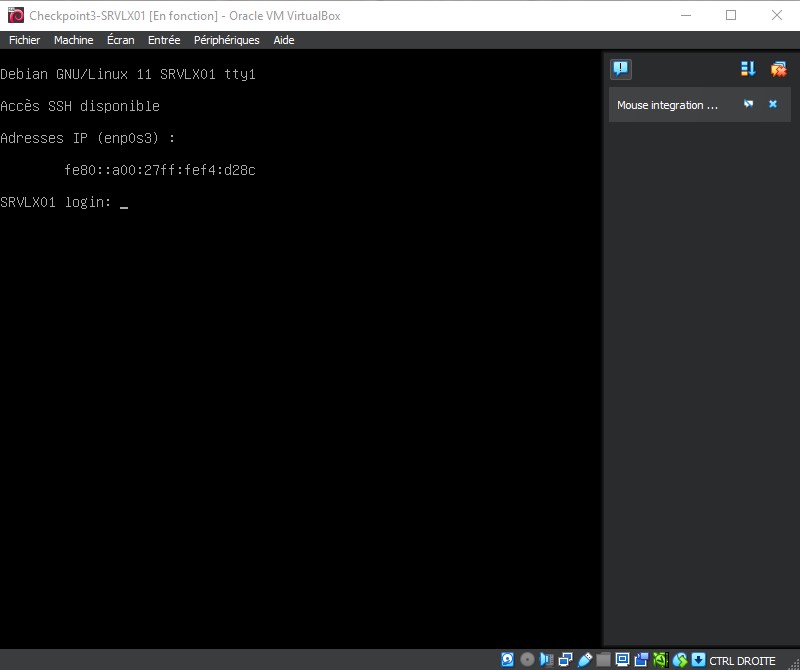 Checkpoint3-SRVLX01 [En fonction] - Oracle VM VirtualBox
Fichier Machine Écran Entrée Périphériques Aide
Debian GNU/Linux 11 SRVLX01 tty1
Accès SSH disponible
Adresses IP (enp0s3) :
fe80::a00:27ff:fef4:d28c
SRVLX01 login: _
Mouse integration ...
CTRL DROITE